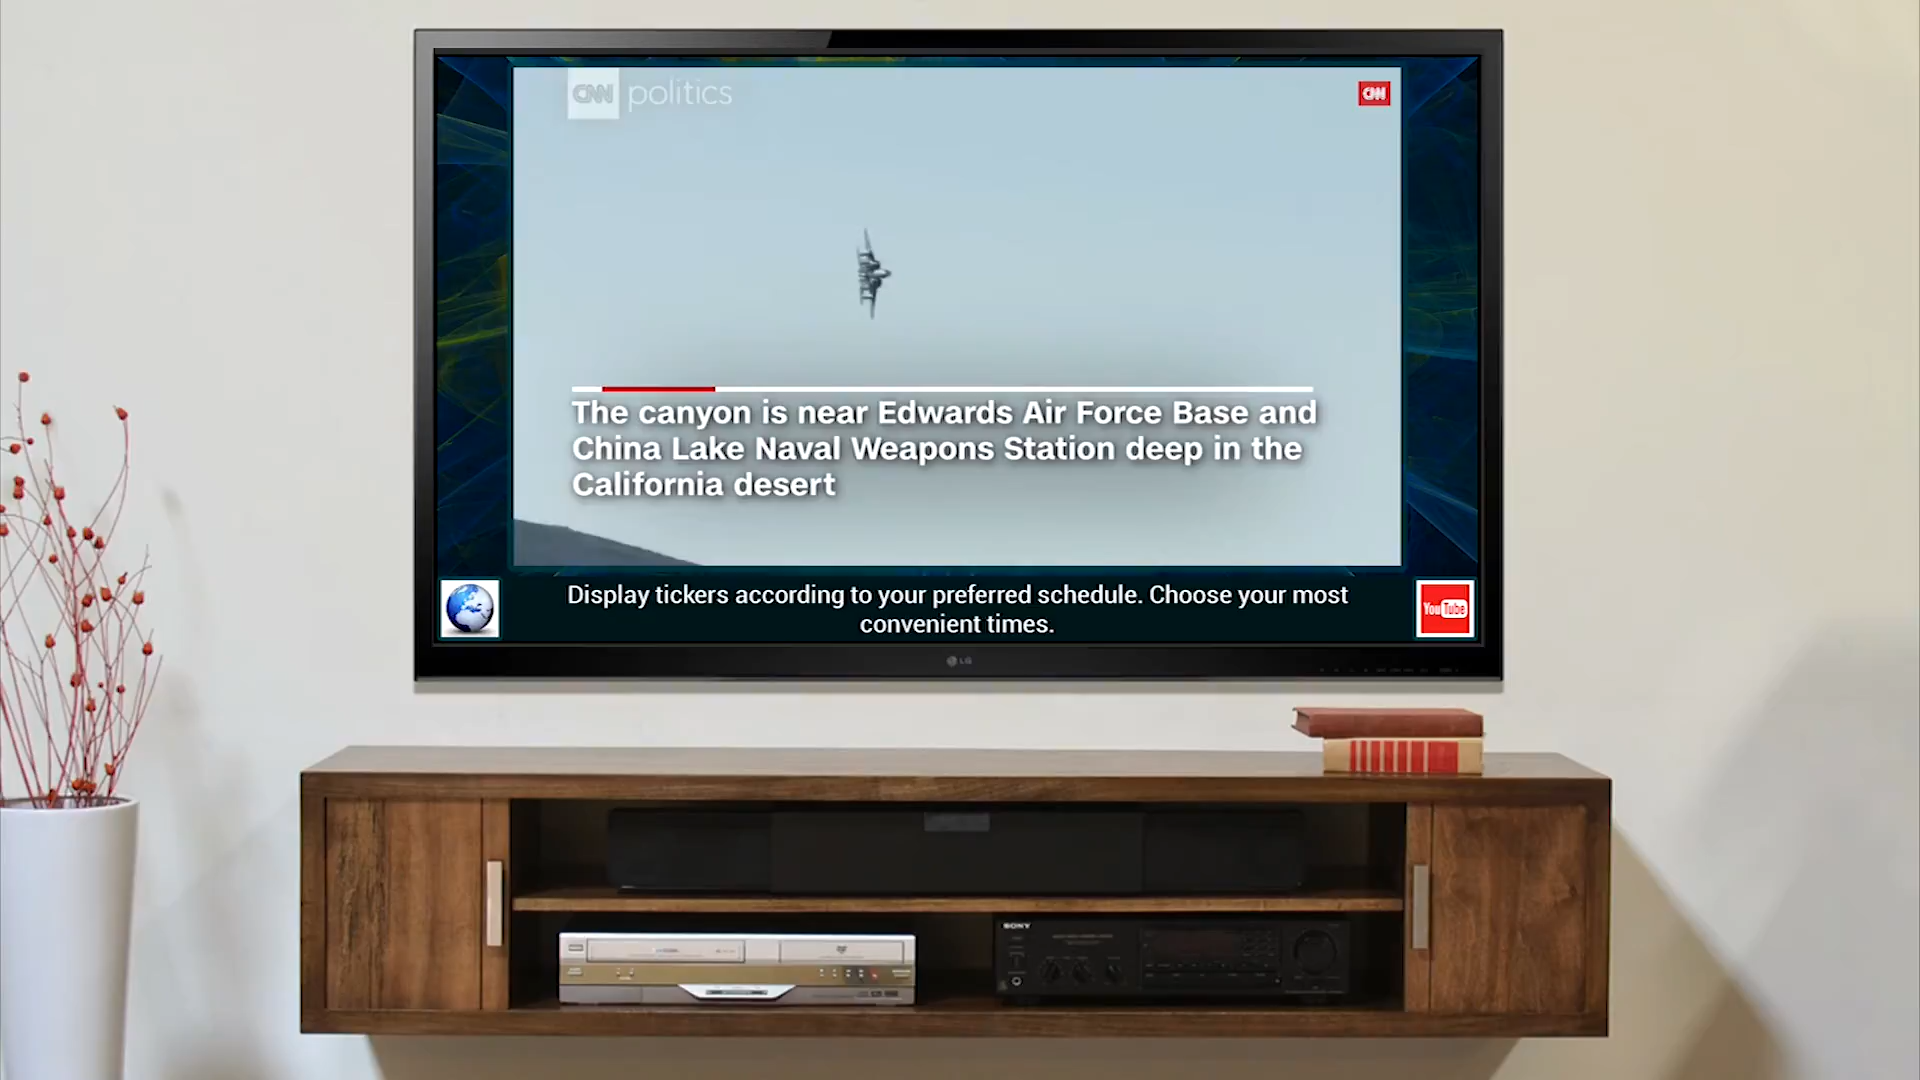 CNN politics
CNN
The canyon is near Edwards Air Force Base and
China Lake Naval Weapons Station deep in the
California desert
Display tickers according to your preferred schedule. Choose your most
convenient times.
YouTube
LG
SONY